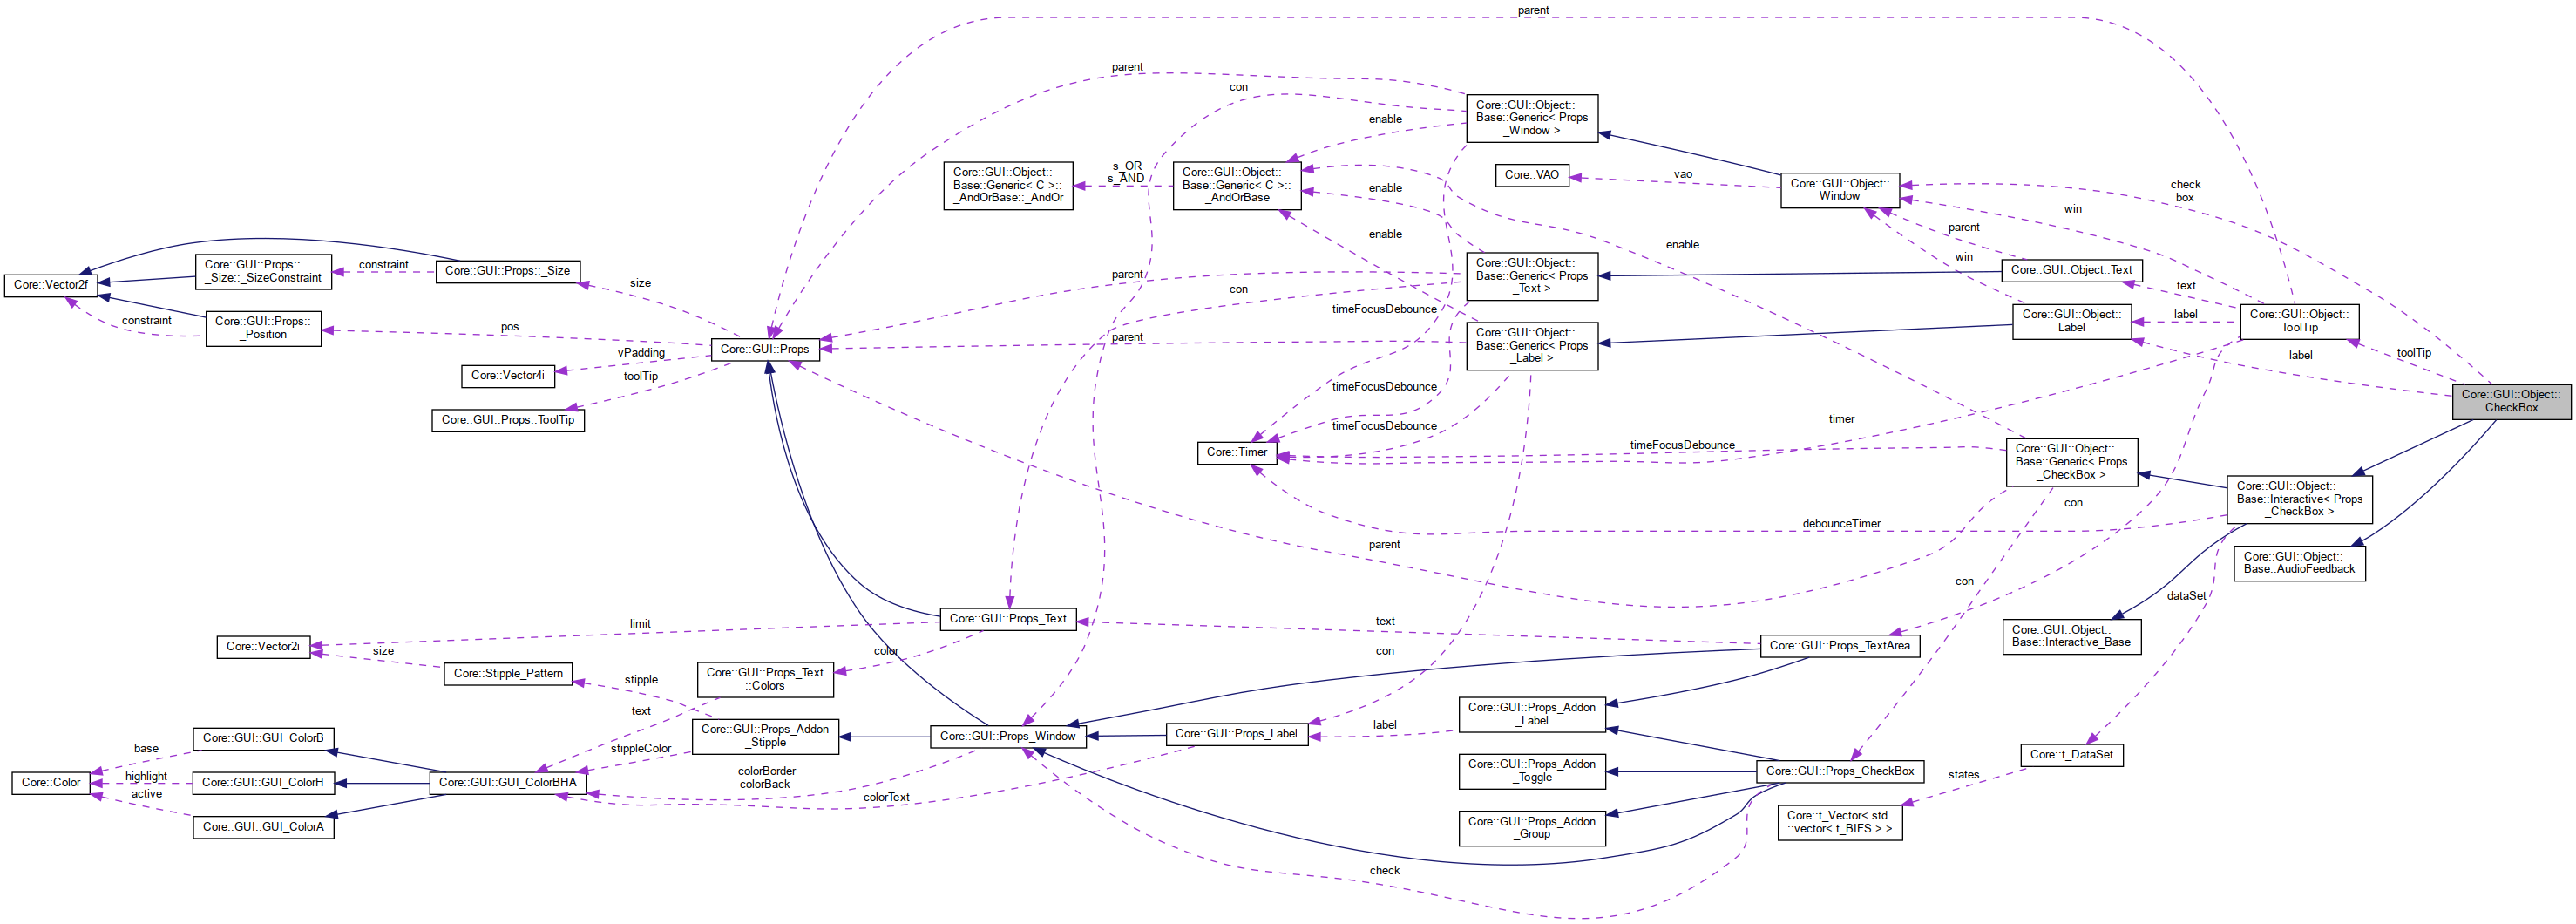 parent
parent
con
Core::GUI::Object::
Base::Generic< Props
_Window >
enable
s_OR
s_AND
Core::GUI::Object::
Base::Generic< C >::
_AndOrBase::_AndOr
Core::GUI::Object::
Base::Generic< C >::
_AndOrBase
enable
Core::VAO
vao
Core::GUI::Object::
Window
check
box
win
parent
enable
enable
win
Core::GUI::Object::
Base::Generic< Props
_Text >
Core::GUI::Object::Text
text
constraint
Core::GUI::Props::
_Size::_SizeConstraint
Core::GUI::Props::_Size
size
parent
con
Core::Vector2f
constraint
Core::GUI::Props::
_Position
pos
timeFocusDebounce
Core::GUI::Object::
Base::Generic< Props
_Label >
Core::GUI::Object::
Label
label
Core::GUI::Object::
ToolTip
parent
Core::GUI::Props
vPadding
toolTip
Core::Vector4i
Core::GUI::Props::ToolTip
label
toolTip
Core::GUI::Object::
CheckBox
timeFocusDebounce
timeFocusDebounce
timer
Core::Timer
timeFocusDebounce
Core::GUI::Object::
Base::Generic< Props
_CheckBox >
Core::GUI::Object::
Base::Interactive< Props
_CheckBox >
con
debounceTimer
parent
Core::GUI::Object::
Base::AudioFeedback
con
dataSet
Core::GUI::Object::
Base::Interactive_Base
Core::GUI::Props_Text
limit
Core::Vector2i
size
Core::Stipple_Pattern
color
text
con
Core::GUI::Props_TextArea
Core::GUI::Props_Text
::Colors
stipple
text
Core::GUI::Props_Addon
_Stipple
stippleColor
Core::GUI::Props_Window
Core::GUI::Props_Label
label
Core::GUI::Props_Addon
_Label
Core::GUI::GUI_ColorB
base
highlight
active
Core::Color
Core::GUI::GUI_ColorH
Core::GUI::GUI_ColorBHA
Core::GUI::GUI_ColorA
colorBorder
colorBack
colorText
Core::GUI::Props_Addon
_Toggle
Core::GUI::Props_CheckBox
Core::GUI::Props_Addon
_Group
Core::t_DataSet
states
Core::t_Vector< std
::vector< t_BIFS > >
check